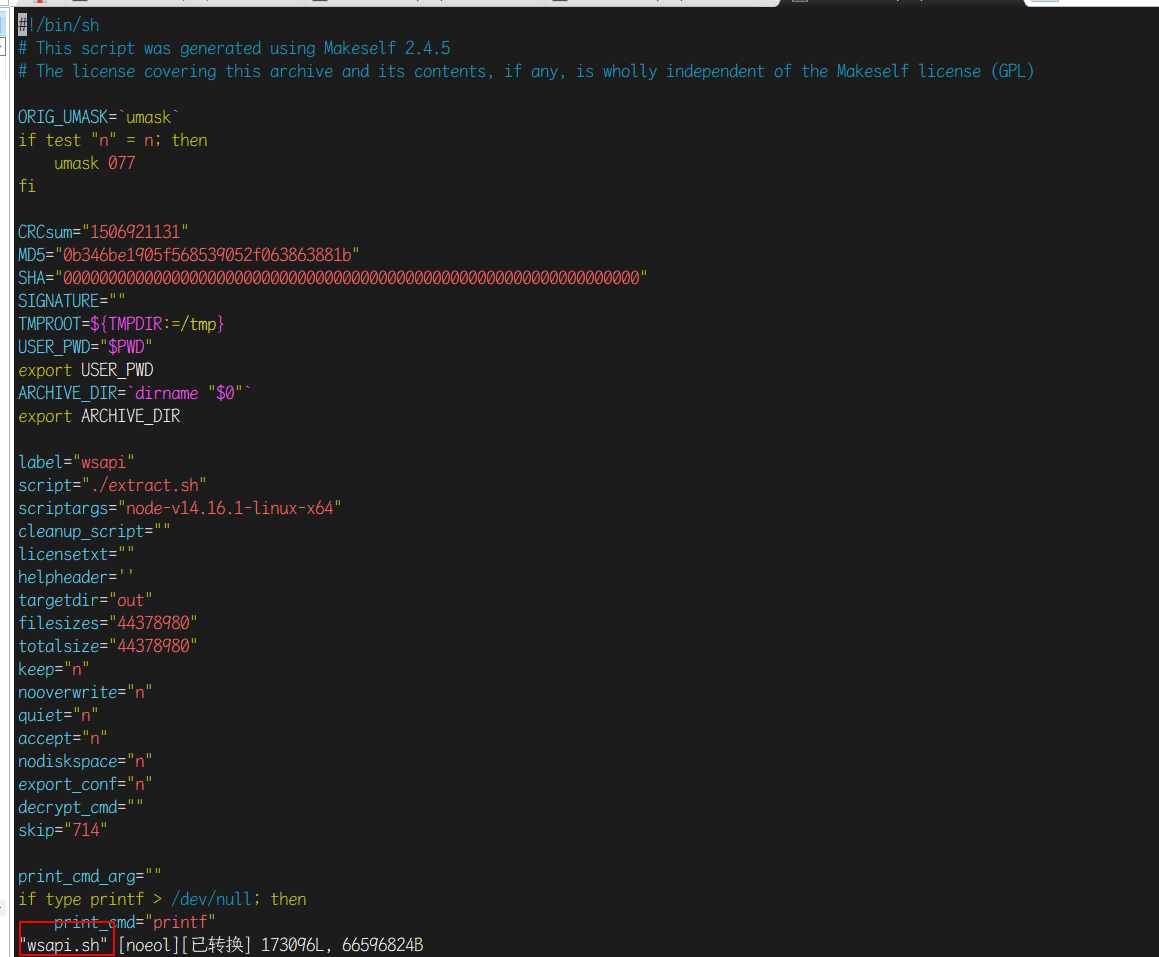 #!/bin/sh
# This script was generated using Makeself 2.4.5
# The license covering this archive and its contents, if any, is wholly independent of the Makeself license (GPL)
ORIG_UMASK=`umask`
if test "n" = n; then
    umask 077
fi
CRCsum="1506921131"
MD5="0b346be1905f568539052f063863881b"
SHA="0000000000000000000000000000000000000000000000000000000000000000"
SIGNATURE=""
TMPROOT=${TMPDIR:=/tmp}
USER_PWD="$PWD"
export USER_PWD
ARCHIVE_DIR=`dirname "$0"`
export ARCHIVE_DIR
label="wsapi"
script="./extract.sh"
scriptargs="node-v14.16.1-linux-x64"
cleanup_script=""
licensetxt=""
helpheader=''
targetdir="out"
filesizes="44378980"
totalsize="44378980"
keep="n"
nooverwrite="n"
quiet="n"
accept="n"
nodiskspace="n"
export_conf="n"
decrypt_cmd=""
skip="714"
print_cmd_arg=""
if type printf > /dev/null; then
    print_cmd="printf"
"wsapi.sh" [noeol][已转换] 173096L, 66596824B